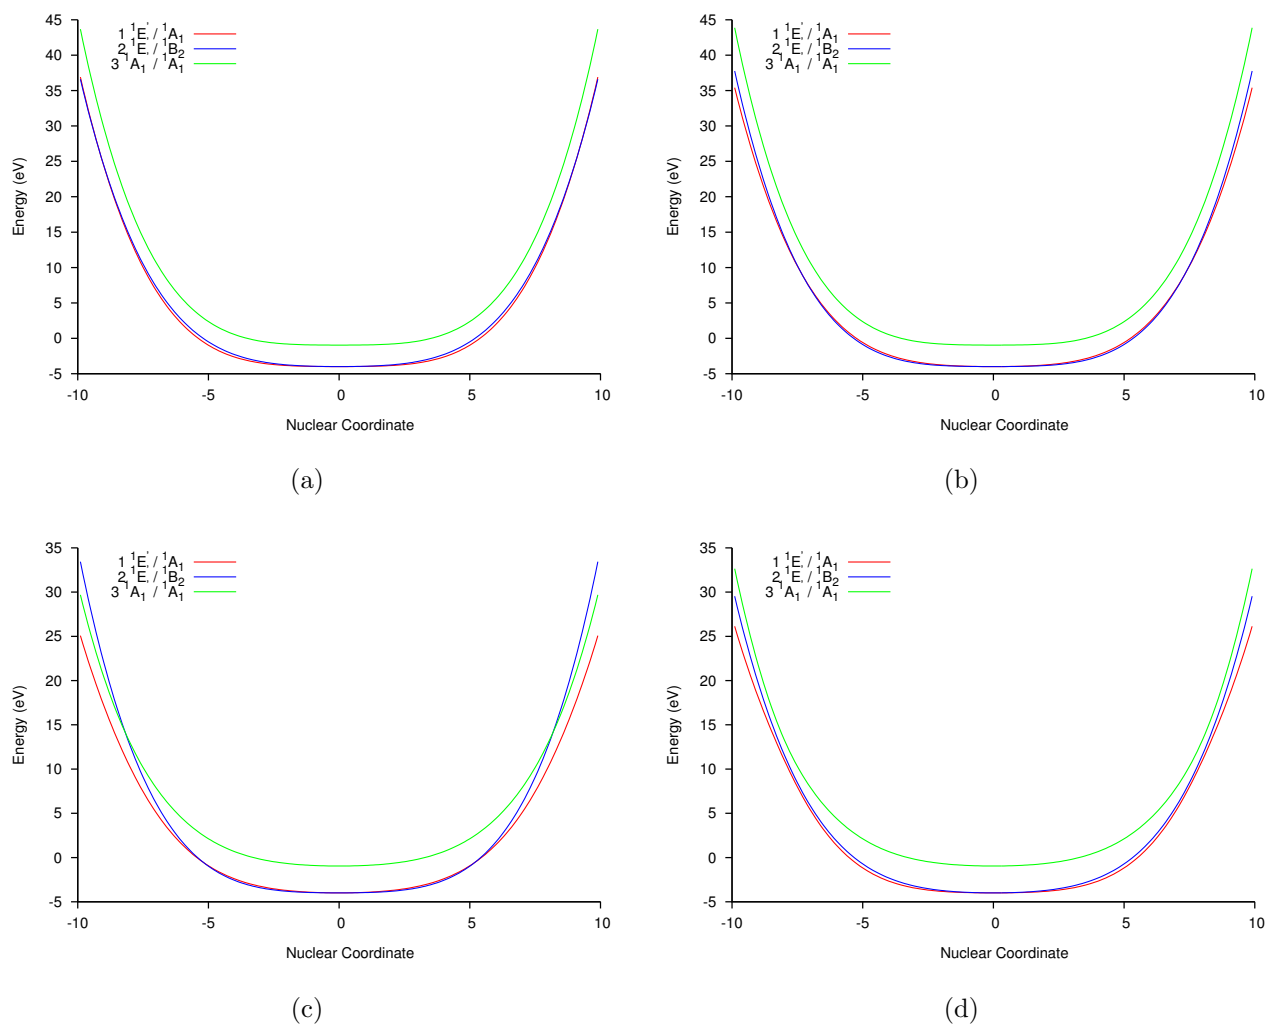 45
40
35
30
25
20
15
10
5
0
-5
-10 -5 0 5 10
Energy (eV)
Nuclear Coordinate
1 ¹E' / ¹A₁
2 ¹E' / ¹B₂
3 ¹A₁ / ¹A₁
(a)
45
40
35
30
25
20
15
10
5
0
-5
-10 -5 0 5 10
Energy (eV)
Nuclear Coordinate
1 ¹E' / ¹A₁
2 ¹E' / ¹B₂
3 ¹A₁ / ¹A₁
(b)
35
30
25
20
15
10
5
0
-5
-10 -5 0 5 10
Energy (eV)
Nuclear Coordinate
1 ¹E' / ¹A₁
2 ¹E' / ¹B₂
3 ¹A₁ / ¹A₁
(c)
35
30
25
20
15
10
5
0
-5
-10 -5 0 5 10
Energy (eV)
Nuclear Coordinate
1 ¹E' / ¹A₁
2 ¹E' / ¹B₂
3 ¹A₁ / ¹A₁
(d)